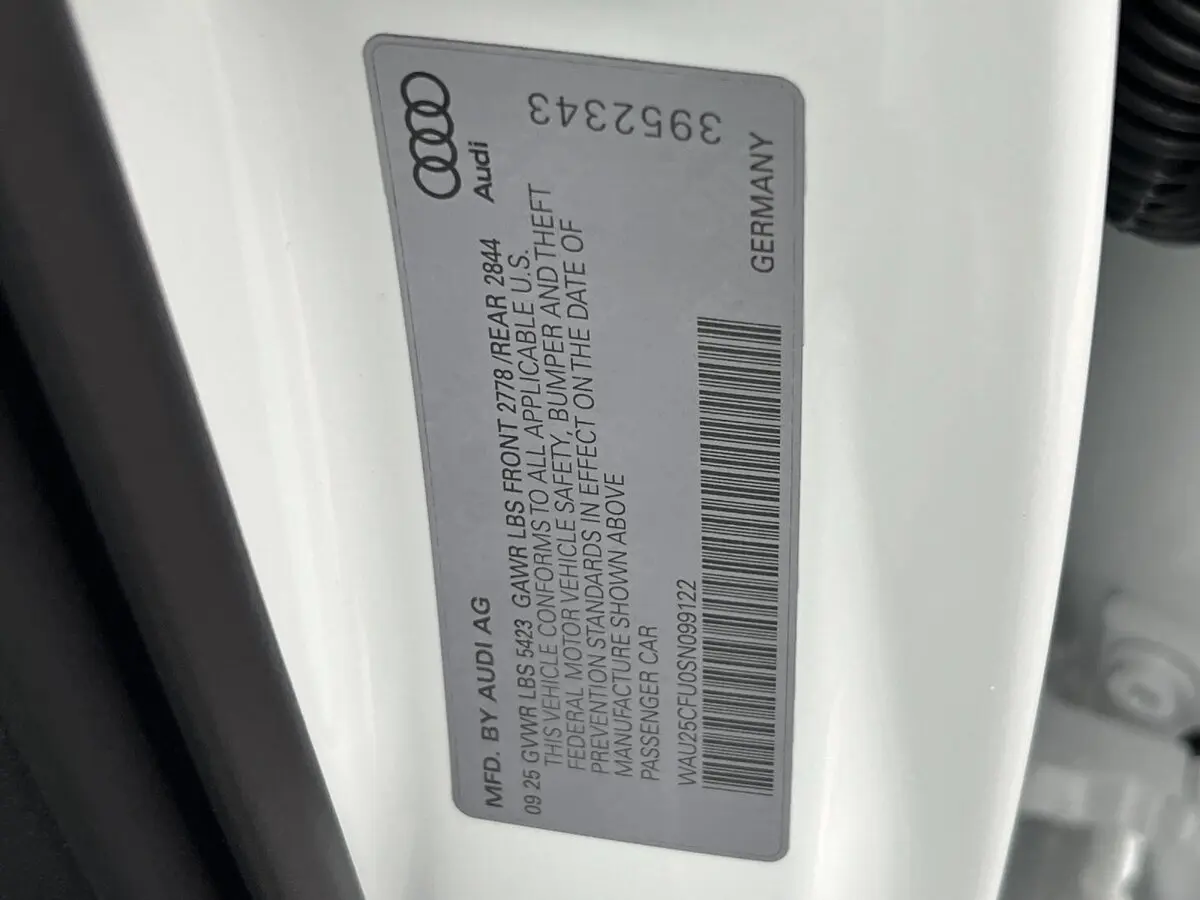 MFD. BY AUDI AG
Audi
09 25 GVWR LBS 5423 GAWR LBS FRONT 2778 /REAR 2844
THIS VEHICLE CONFORMS TO ALL APPLICABLE U.S.
FEDERAL MOTOR VEHICLE SAFETY, BUMPER AND THEFT
PREVENTION STANDARDS IN EFFECT ON THE DATE OF
MANUFACTURE SHOWN ABOVE
PASSENGER CAR
3952343
WAU25CFU0SN099122
GERMANY